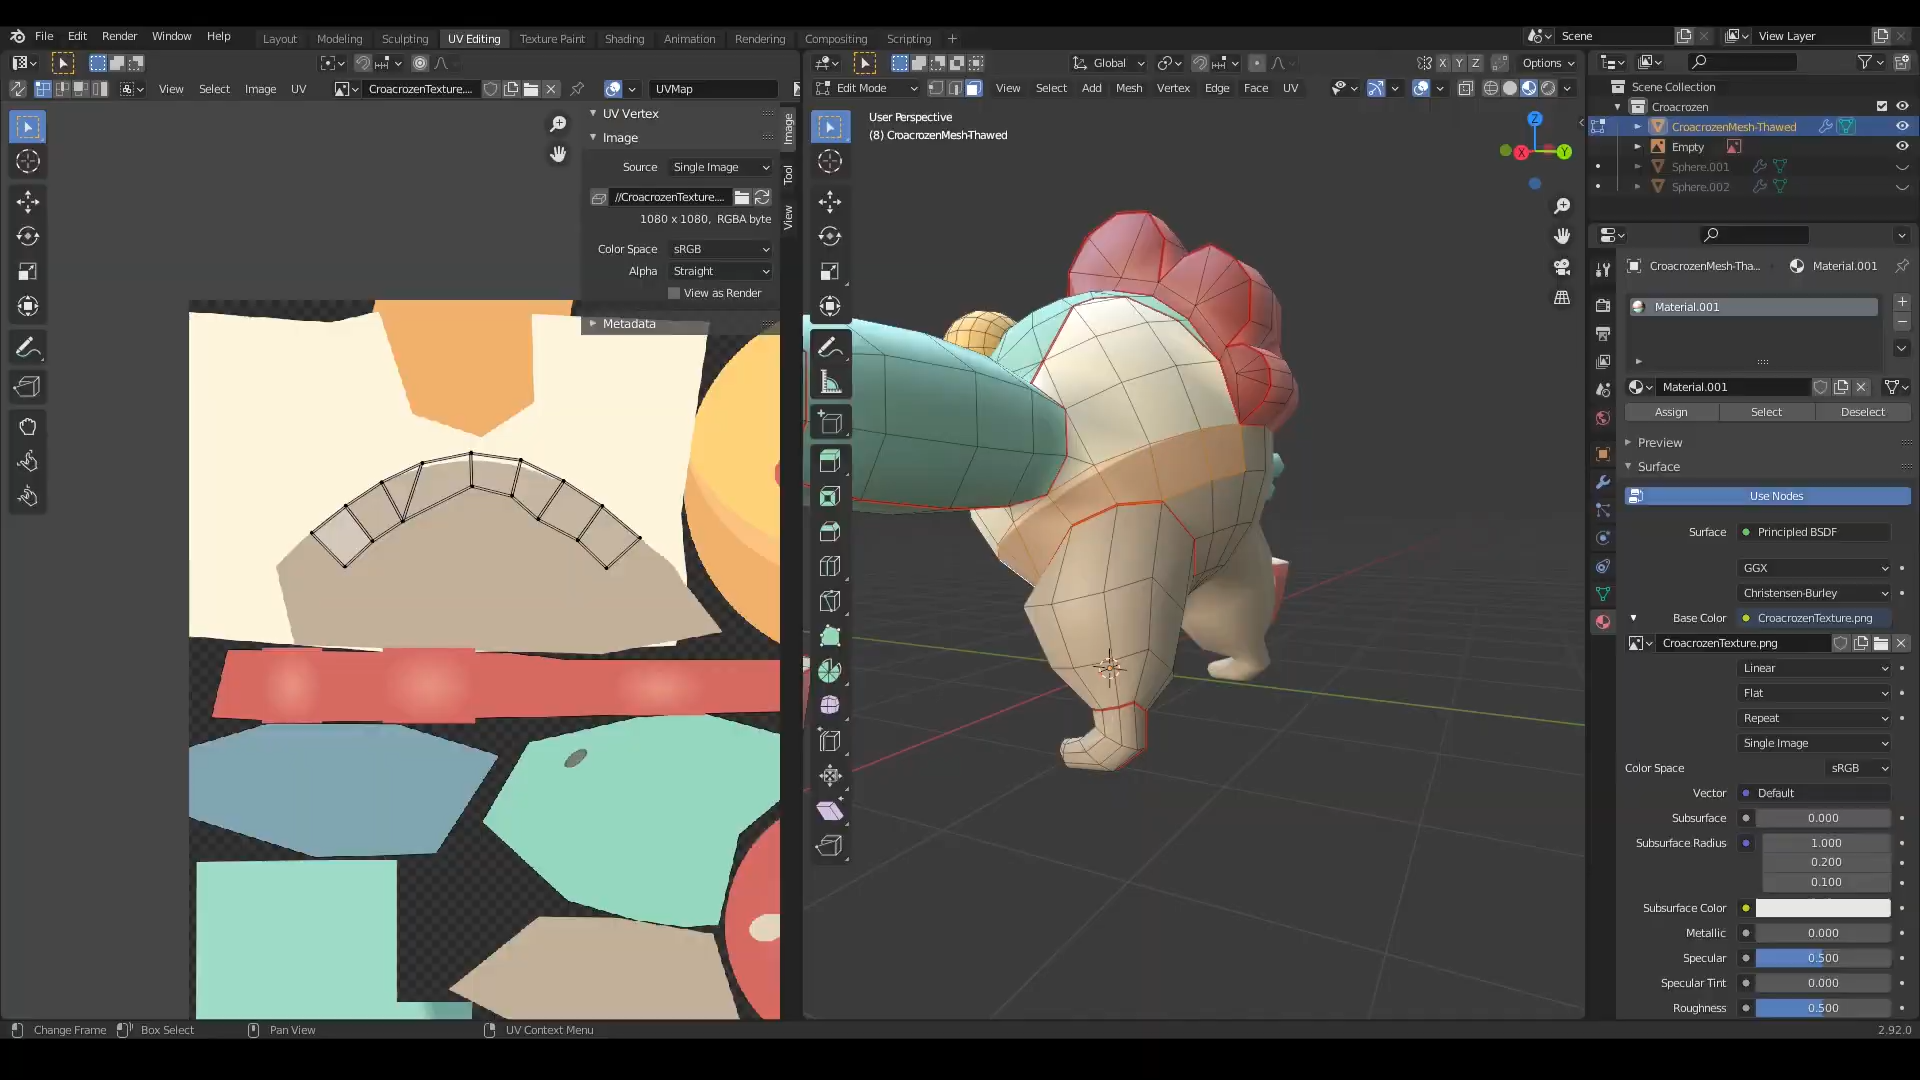 File Edit Render Window Help
Layout Modeling Sculpting UV Editing Texture Paint Shading Animation Rendering Compositing Scripting +
Scene
View Layer
Global
X Y Z
Options
View Select Image UV
CroacrozenTexture....
UVMap
Edit Mode
View Select Add Mesh Vertex Edge Face UV
UV Vertex
Image
Source
Single Image
//CroacrozenTexture....
1080 x 1080, RGBA byte
Color Space
sRGB
Alpha
Straight
View as Render
Metadata
Image
Tool
View
User Perspective
(8) CroacrozenMesh-Thawed
Z
X
Y
Scene Collection
Croacrozen
CroacrozenMesh-Thawed
Empty
Sphere.001
Sphere.002
CroacrozenMesh-Tha...
Material.001
Material.001
Material.001
Assign
Select
Deselect
Preview
Surface
Use Nodes
Surface
Principled BSDF
GGX
Christensen-Burley
Base Color
CroacrozenTexture.png
CroacrozenTexture.png
Linear
Flat
Repeat
Single Image
Color Space
sRGB
Vector
Default
Subsurface
0.000
Subsurface Radius
1.000
0.200
0.100
Subsurface Color
Metallic
0.000
Specular
0.500
Specular Tint
0.000
Roughness
0.500
Change Frame
Box Select
Pan View
UV Context Menu
2.92.0